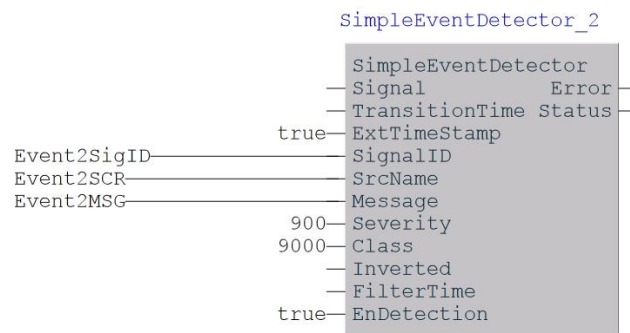 SimpleEventDetector_2
SimpleEventDetector
Signal Error
TransitionTime Status
true ExtTimeStamp
Event2SigID SignalID
Event2SCR SrcName
Event2MSG Message
900 Severity
9000 Class
Inverted
FilterTime
true EnDetection